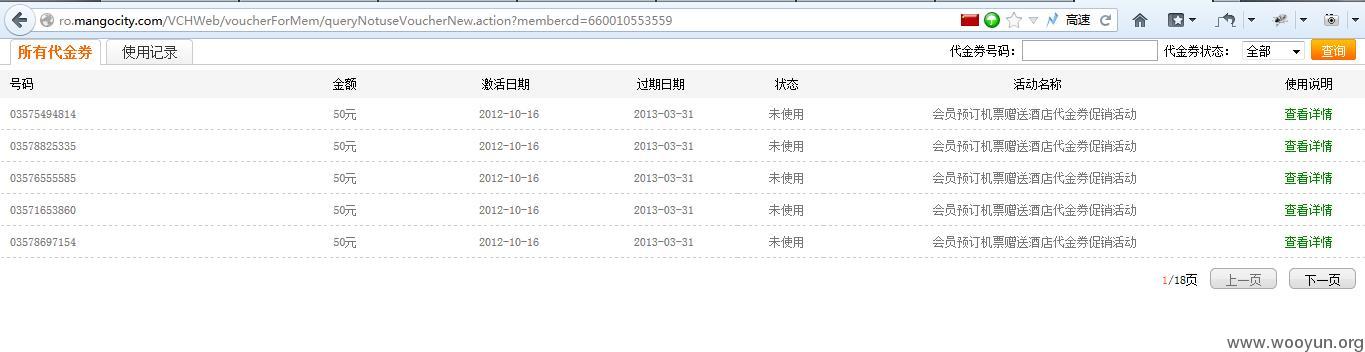 ro.mangocity.com/VCHWeb/voucherForMem/queryNotuseVoucherNew.action?membercd=660010553559 高速
所有代金券 使用记录 代金券号码： 代金券状态： 全部 查询
号码 金额 激活日期 过期日期 状态 活动名称 使用说明
03575494814 50元 2012-10-16 2013-03-31 未使用 会员预订机票赠送酒店代金券促销活动 查看详情
03578825335 50元 2012-10-16 2013-03-31 未使用 会员预订机票赠送酒店代金券促销活动 查看详情
03576555585 50元 2012-10-16 2013-03-31 未使用 会员预订机票赠送酒店代金券促销活动 查看详情
03571653860 50元 2012-10-16 2013-03-31 未使用 会员预订机票赠送酒店代金券促销活动 查看详情
03578697154 50元 2012-10-16 2013-03-31 未使用 会员预订机票赠送酒店代金券促销活动 查看详情
1/18页 上一页 下一页
www.wooyun.org